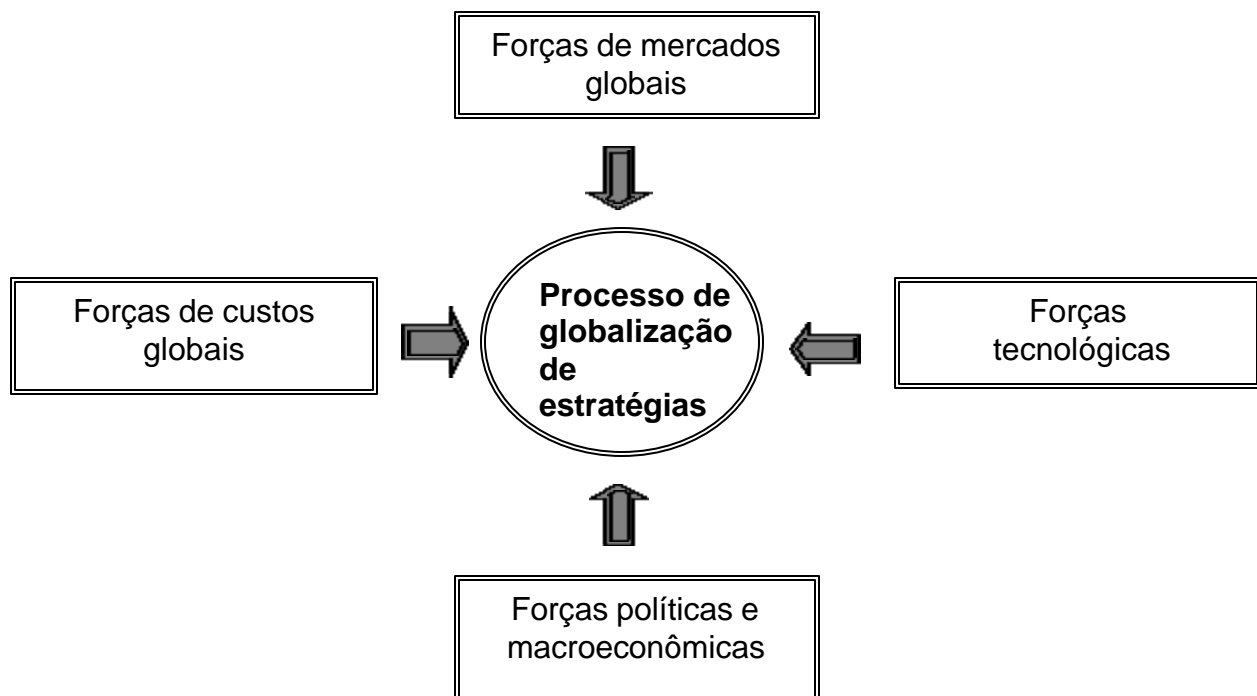 Forças de mercados
globais
Forças de custos
globais
Processo de
globalização
de
estratégias
Forças
tecnológicas
Forças políticas e
macroeconômicas